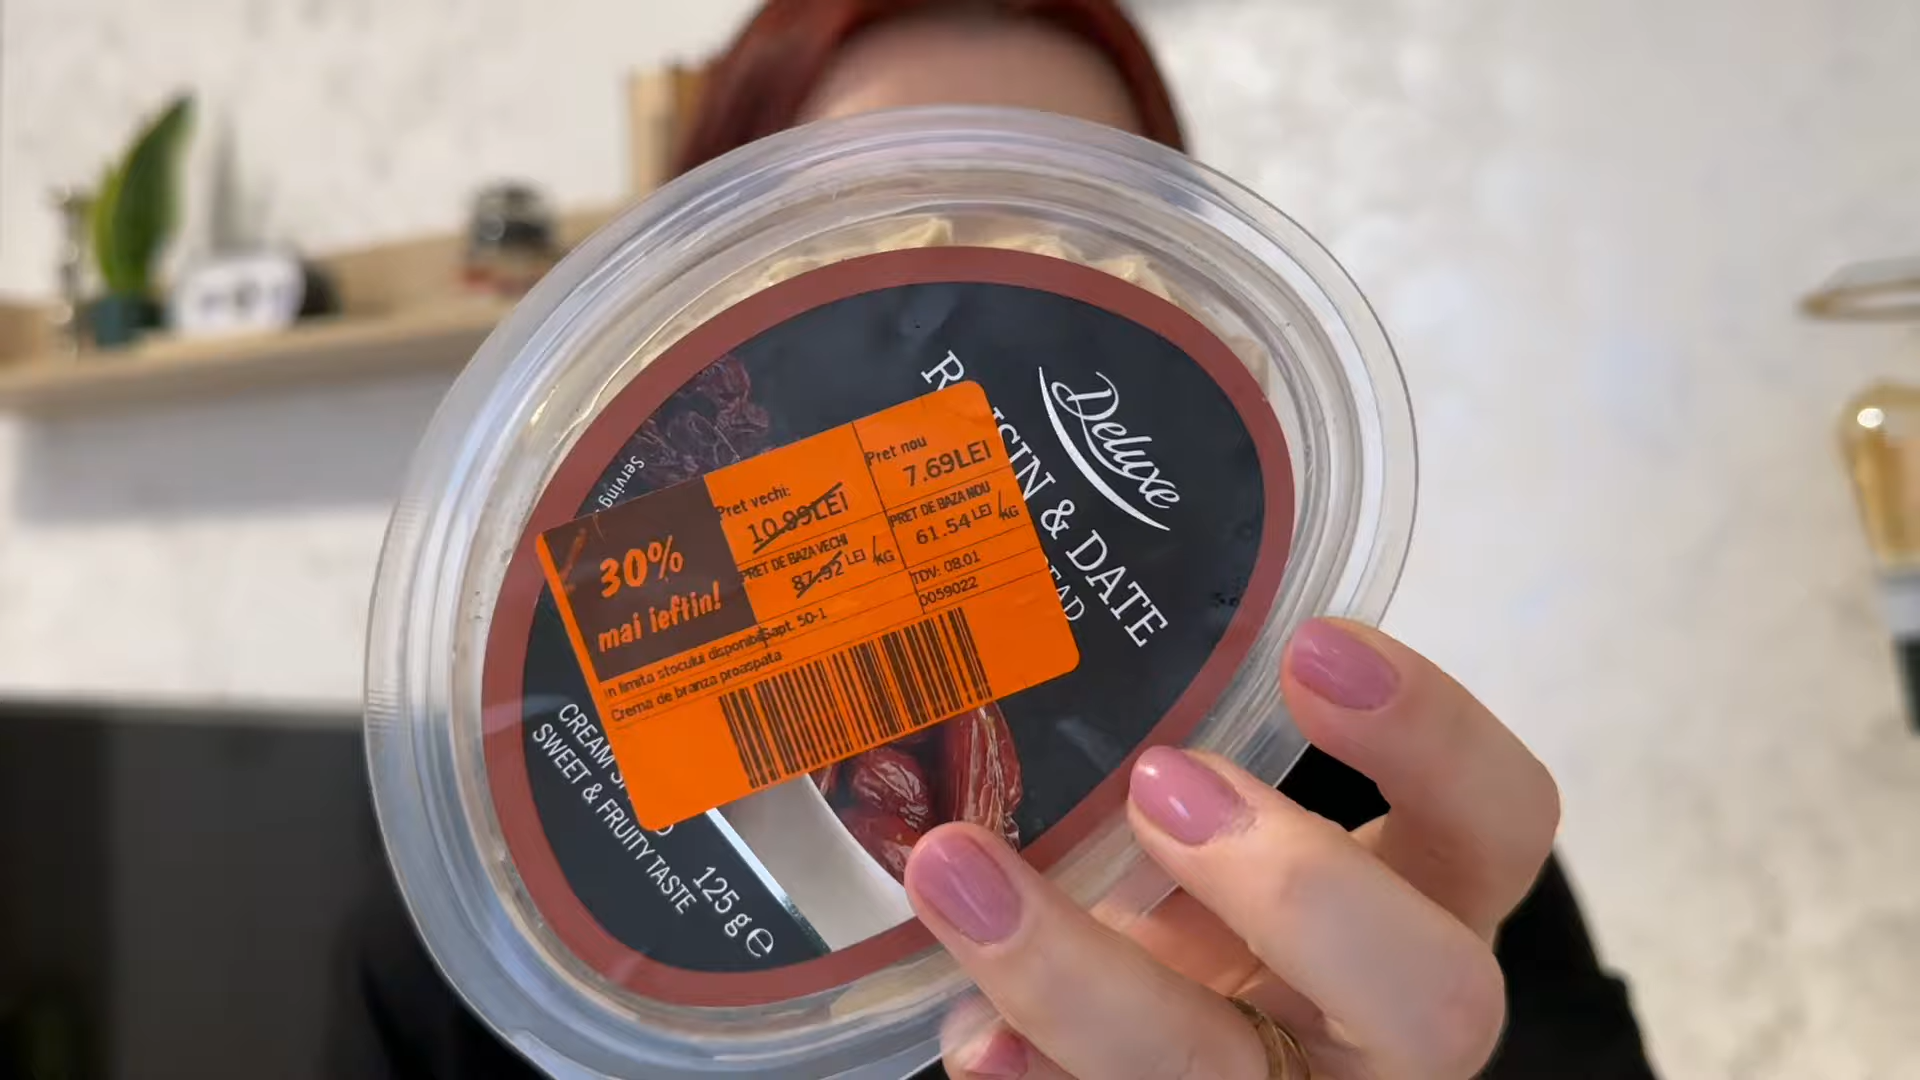 Deluxe
R ISIN & DATE
EAD
Serving
30%
mai ieftin!
Pret vechi:
10.99LEI
PRET DE BAZA VECHI
87.92 LEI /KG
Pret nou
7.69LEI
PRET DE BAZA NOU
61.54 LEI /KG
TDV: 08.01
0059022
in limita stocului disponibil Sapt. 50-1
Crema de branza proaspata
CREAM
SWEET & FRUITY TASTE
125 g e